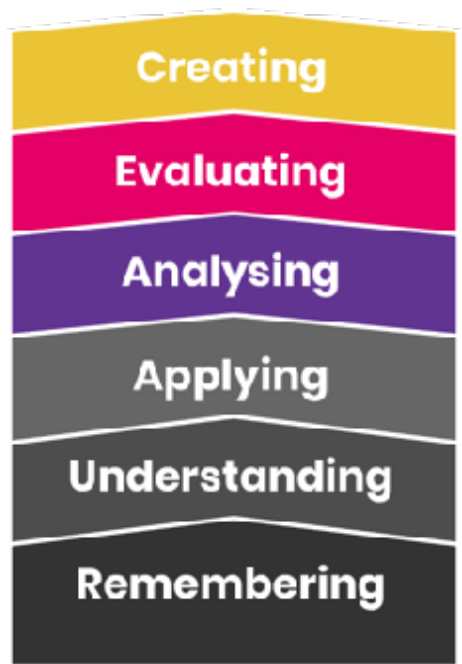 Creating
Evaluating
Analysing
Applying
Understanding
Remembering